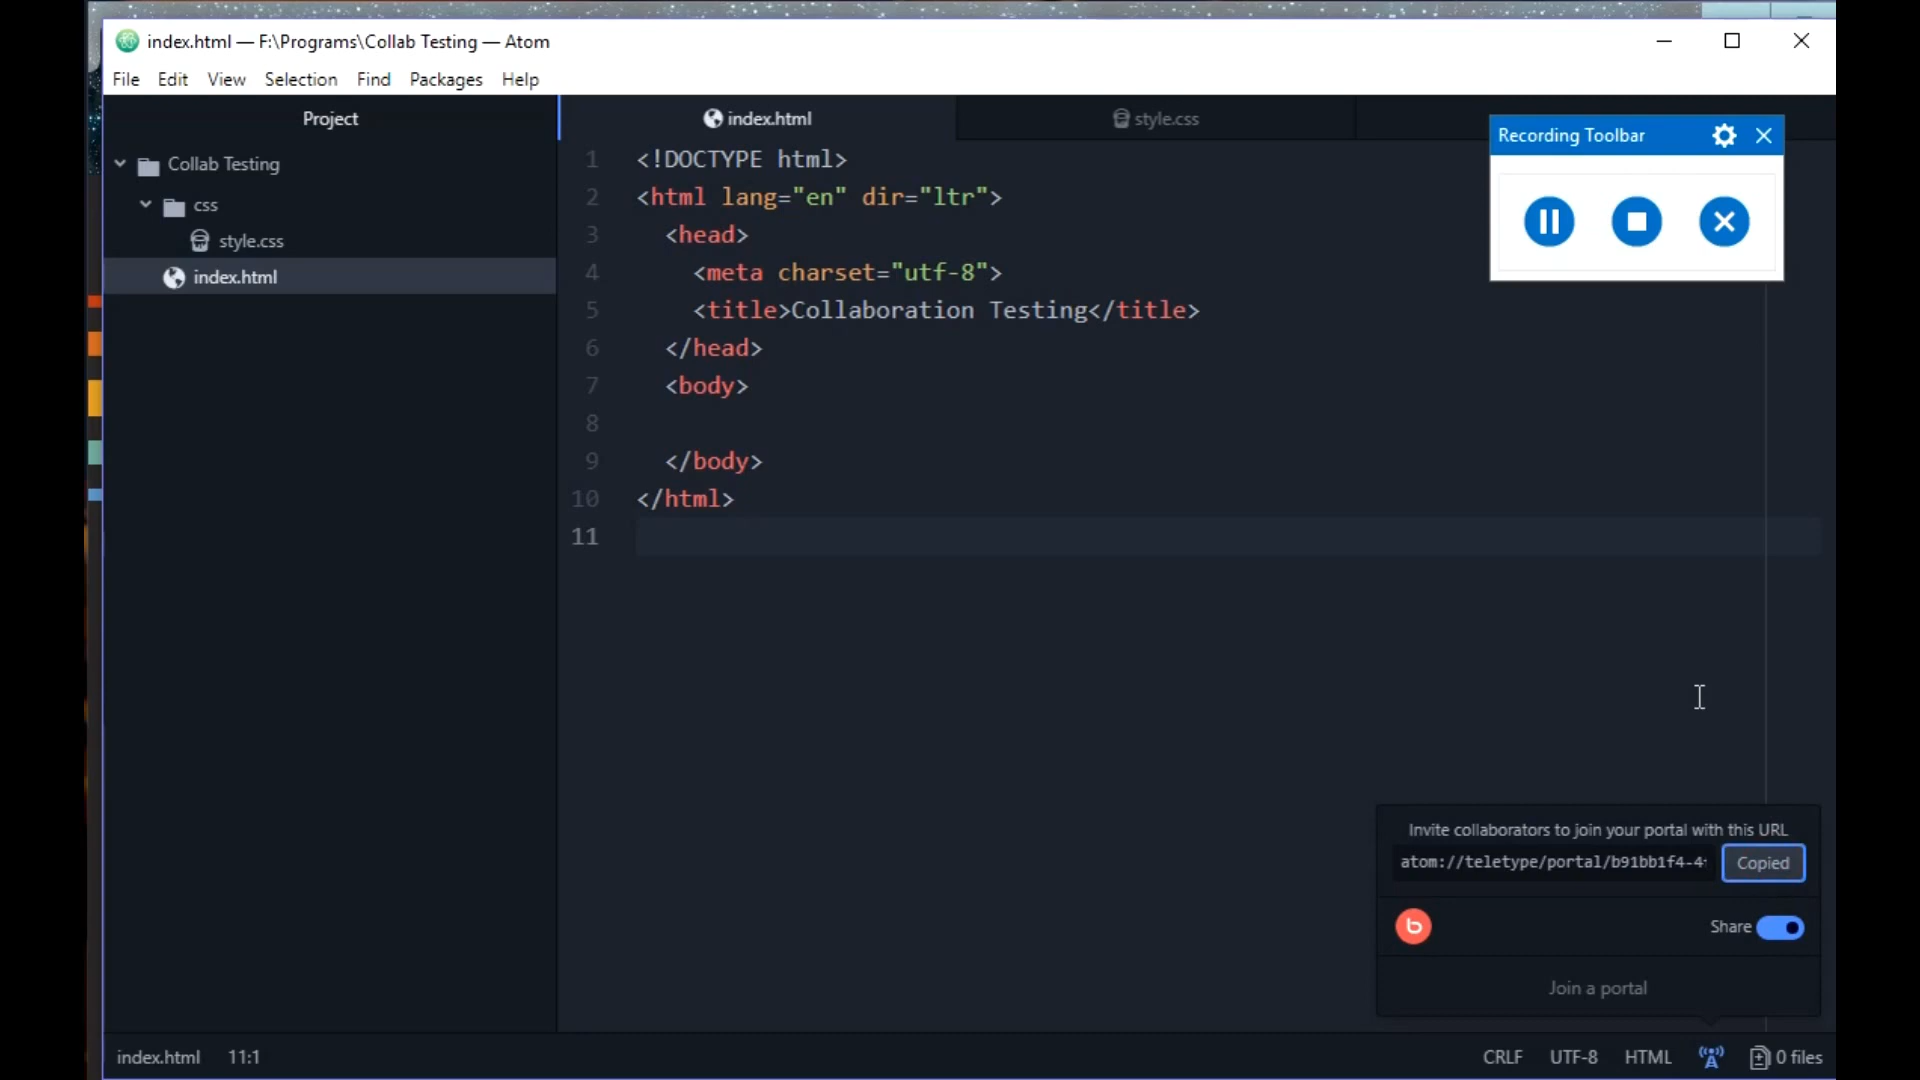 index.html — F:\Programs\Collab Testing — Atom
File Edit View Selection Find Packages Help
Project
Collab Testing
css
style.css
index.html
index.html
style.css
1 <!DOCTYPE html>
2 <html lang="en" dir="ltr">
3 <head>
4 <meta charset="utf-8">
5 <title>Collaboration Testing</title>
6 </head>
7 <body>
8
9 </body>
10 </html>
11
Recording Toolbar
Invite collaborators to join your portal with this URL
atom://teletype/portal/b91bb1f4-4
Copied
b
Share
Join a portal
index.html 11:1
CRLF UTF-8 HTML 0 files